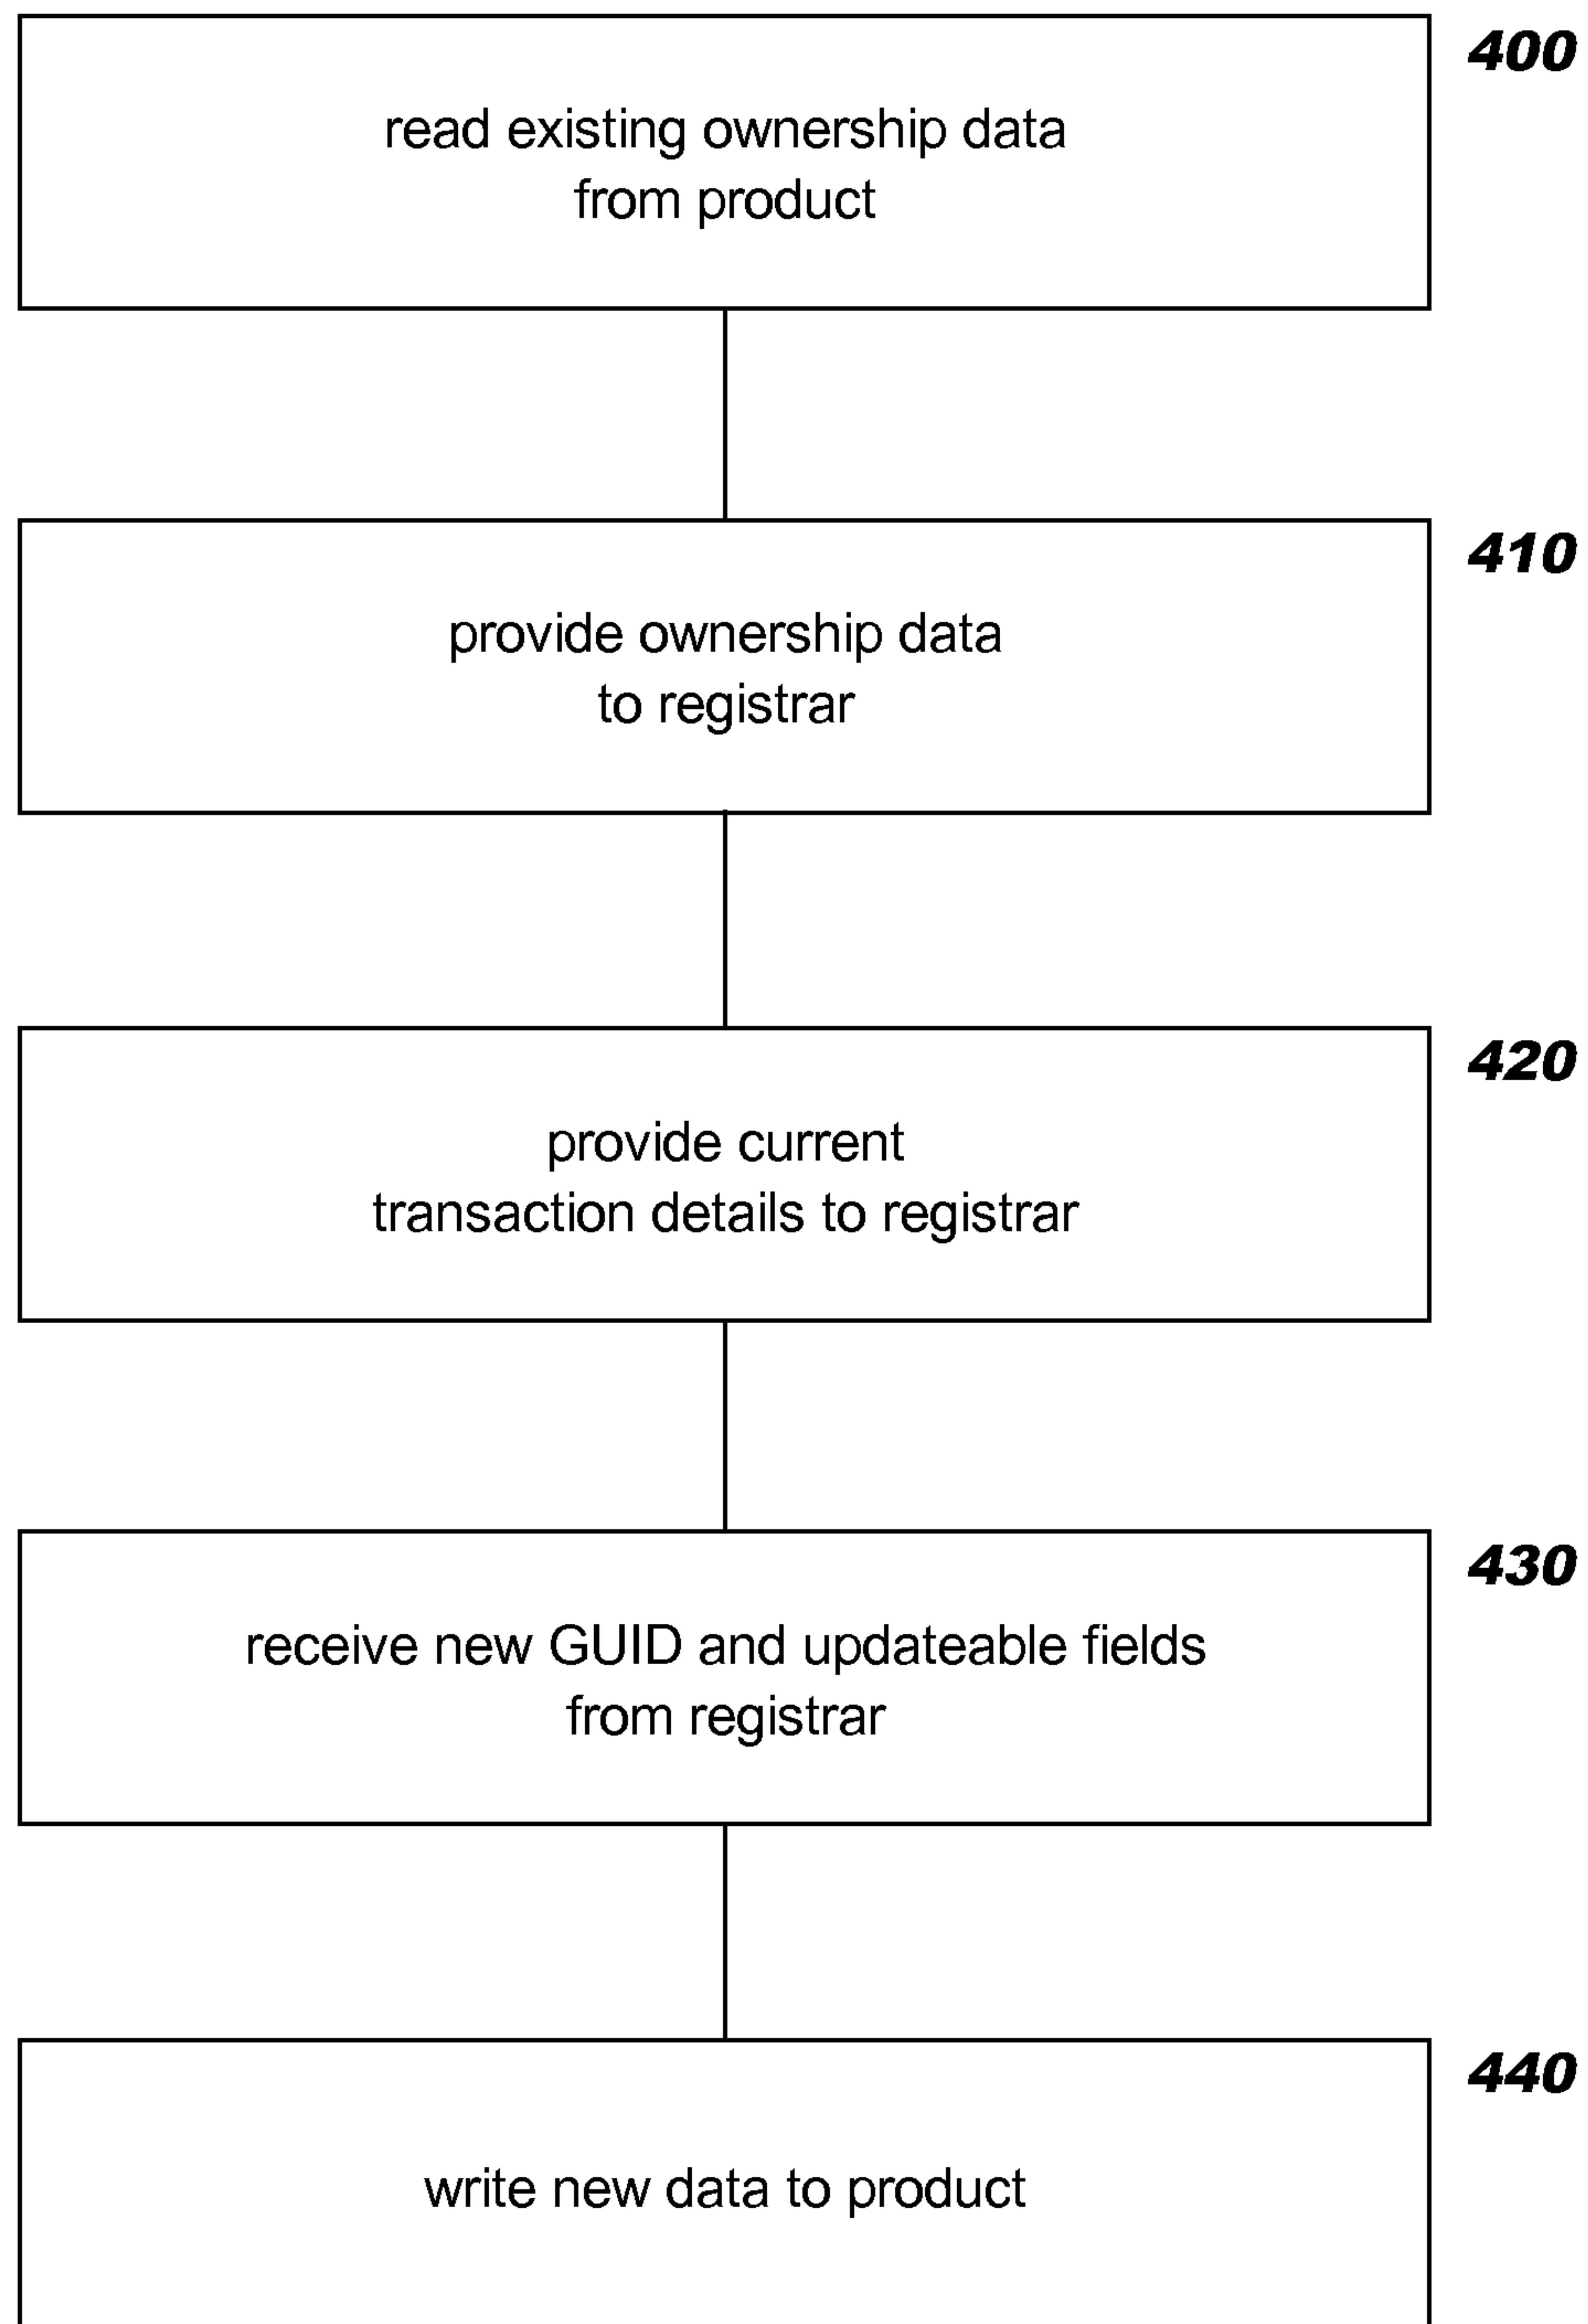 400
read existing ownership data
from product
410
provide ownership data
to registrar
420
provide current
transaction details to registrar
430
receive new GUID and updateable fields
from registrar
440
write new data to product